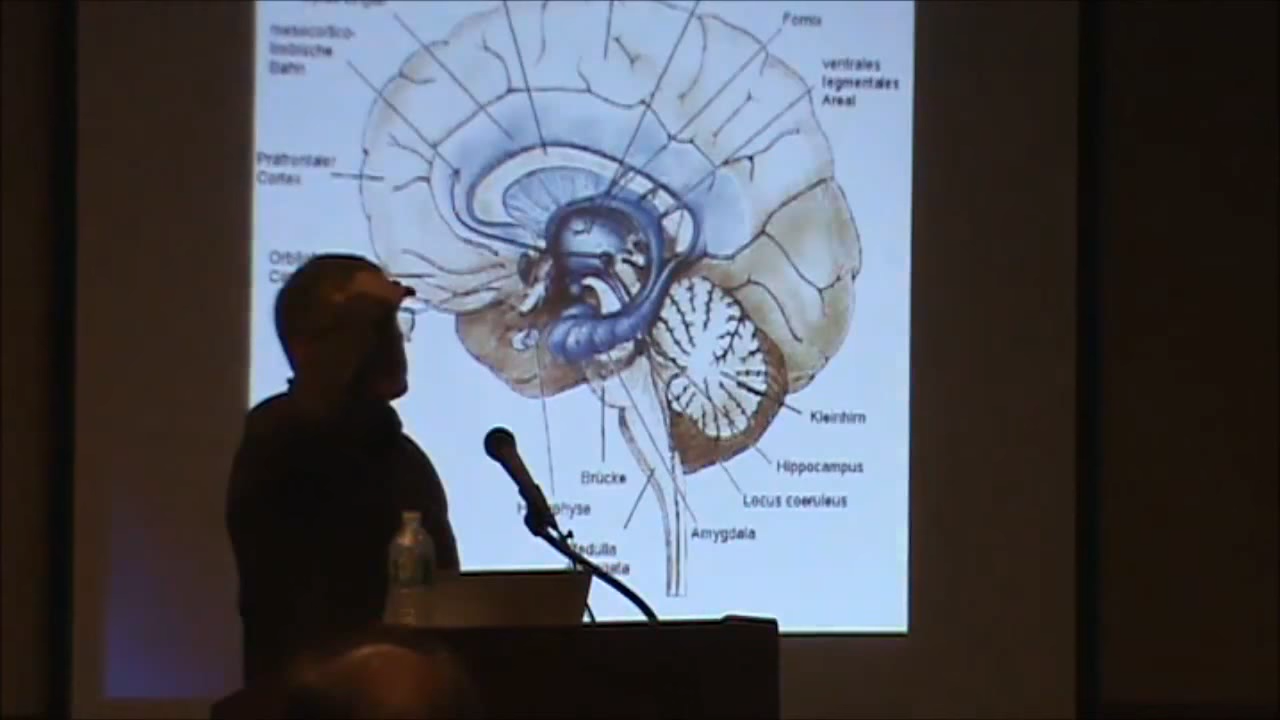 Fornix
mesocortico-
limbische
Bahn
ventrales
tegmentales
Areal
Präfrontaler
Cortex
Kleinhirn
Hippocampus
Brücke
Locus coeruleus
Amygdala